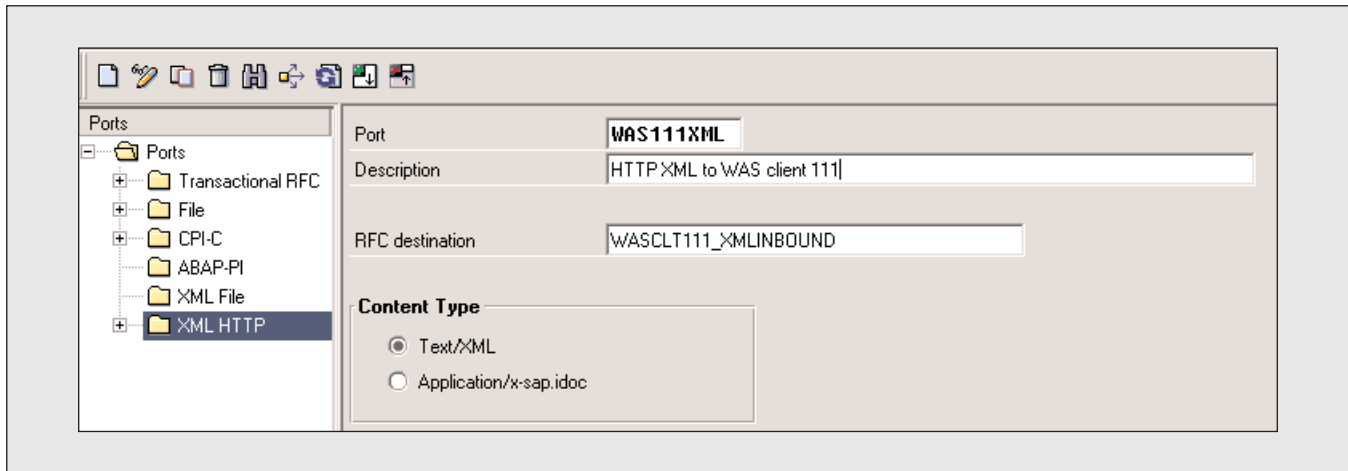 Ports
Ports
Transactional RFC
File
CPI-C
ABAP-PI
XML File
XML HTTP
Port WAS111XML
Description HTTP XML to WAS client 111
RFC destination WASCLT111_XMLINBOUND
Content Type
Text/XML
Application/x-sap.idoc